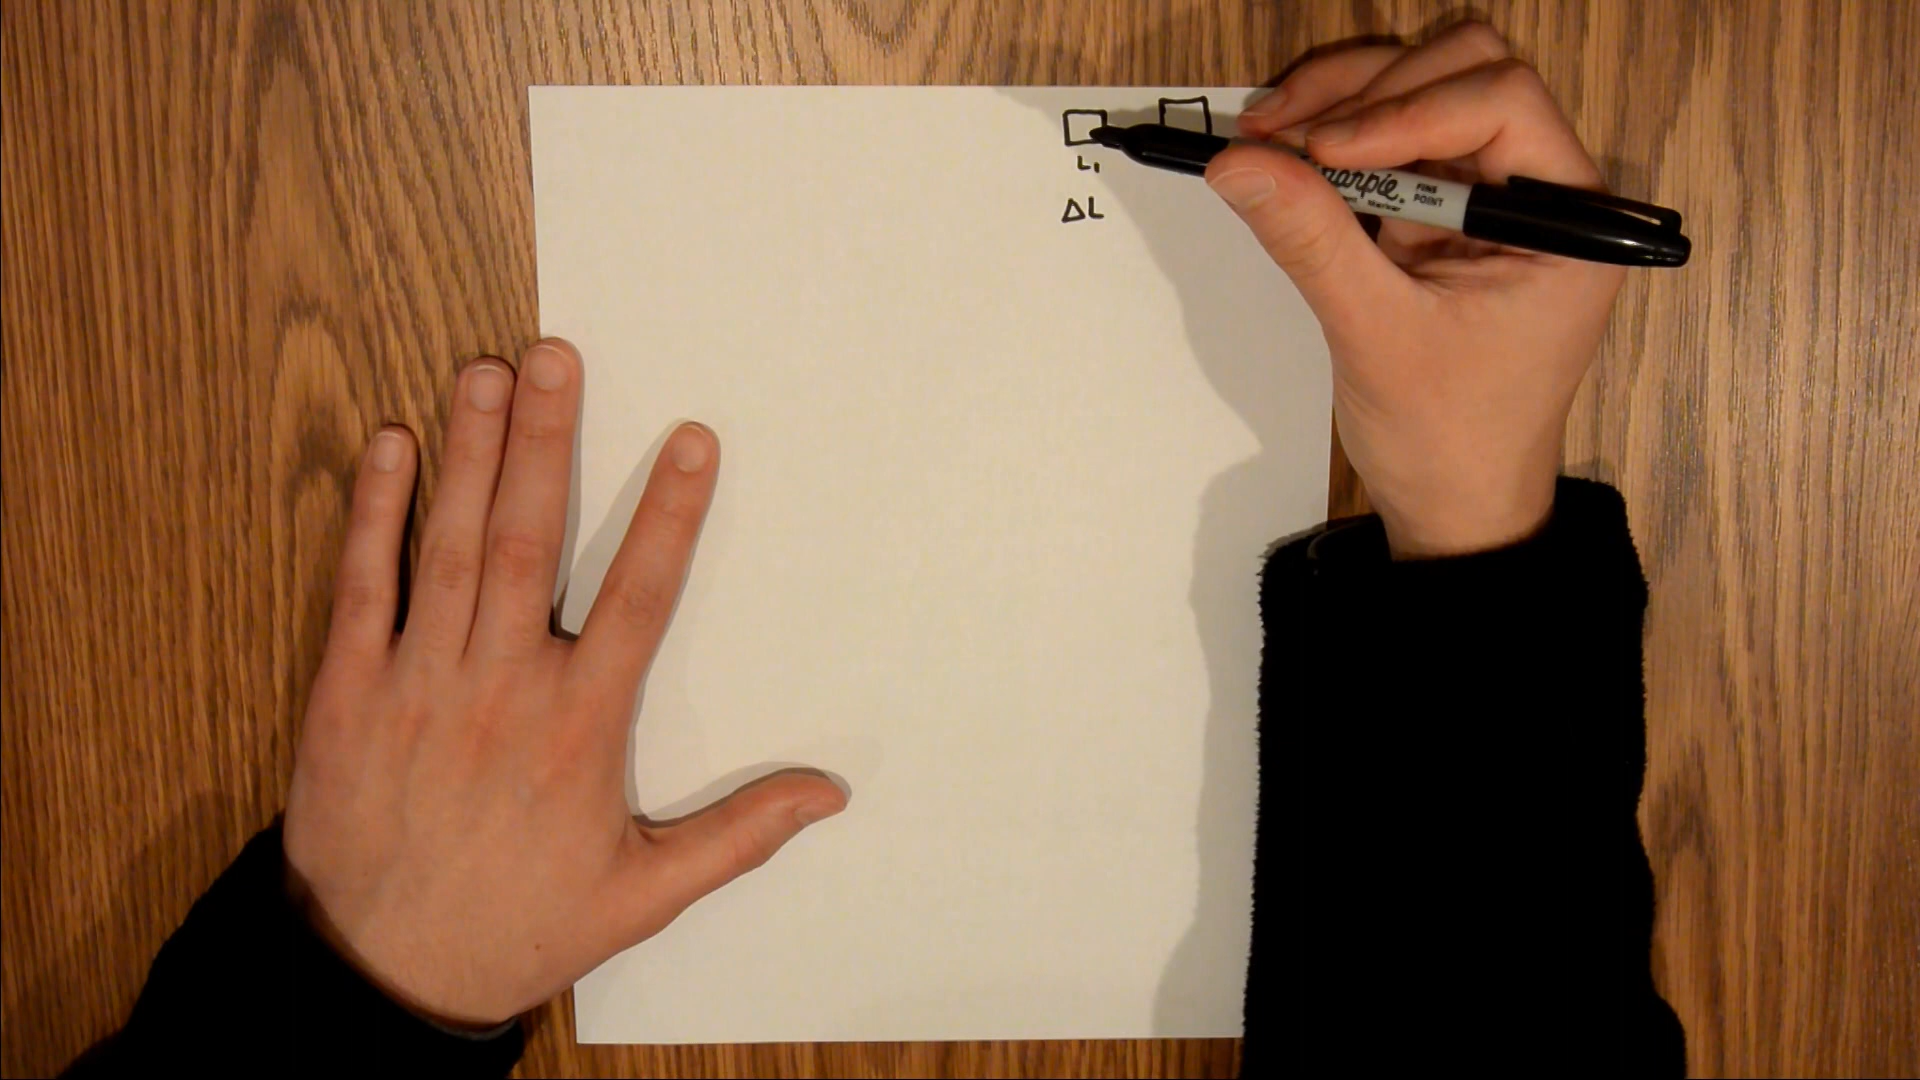 L₁
ΔL
Sharpie. FINE POINT